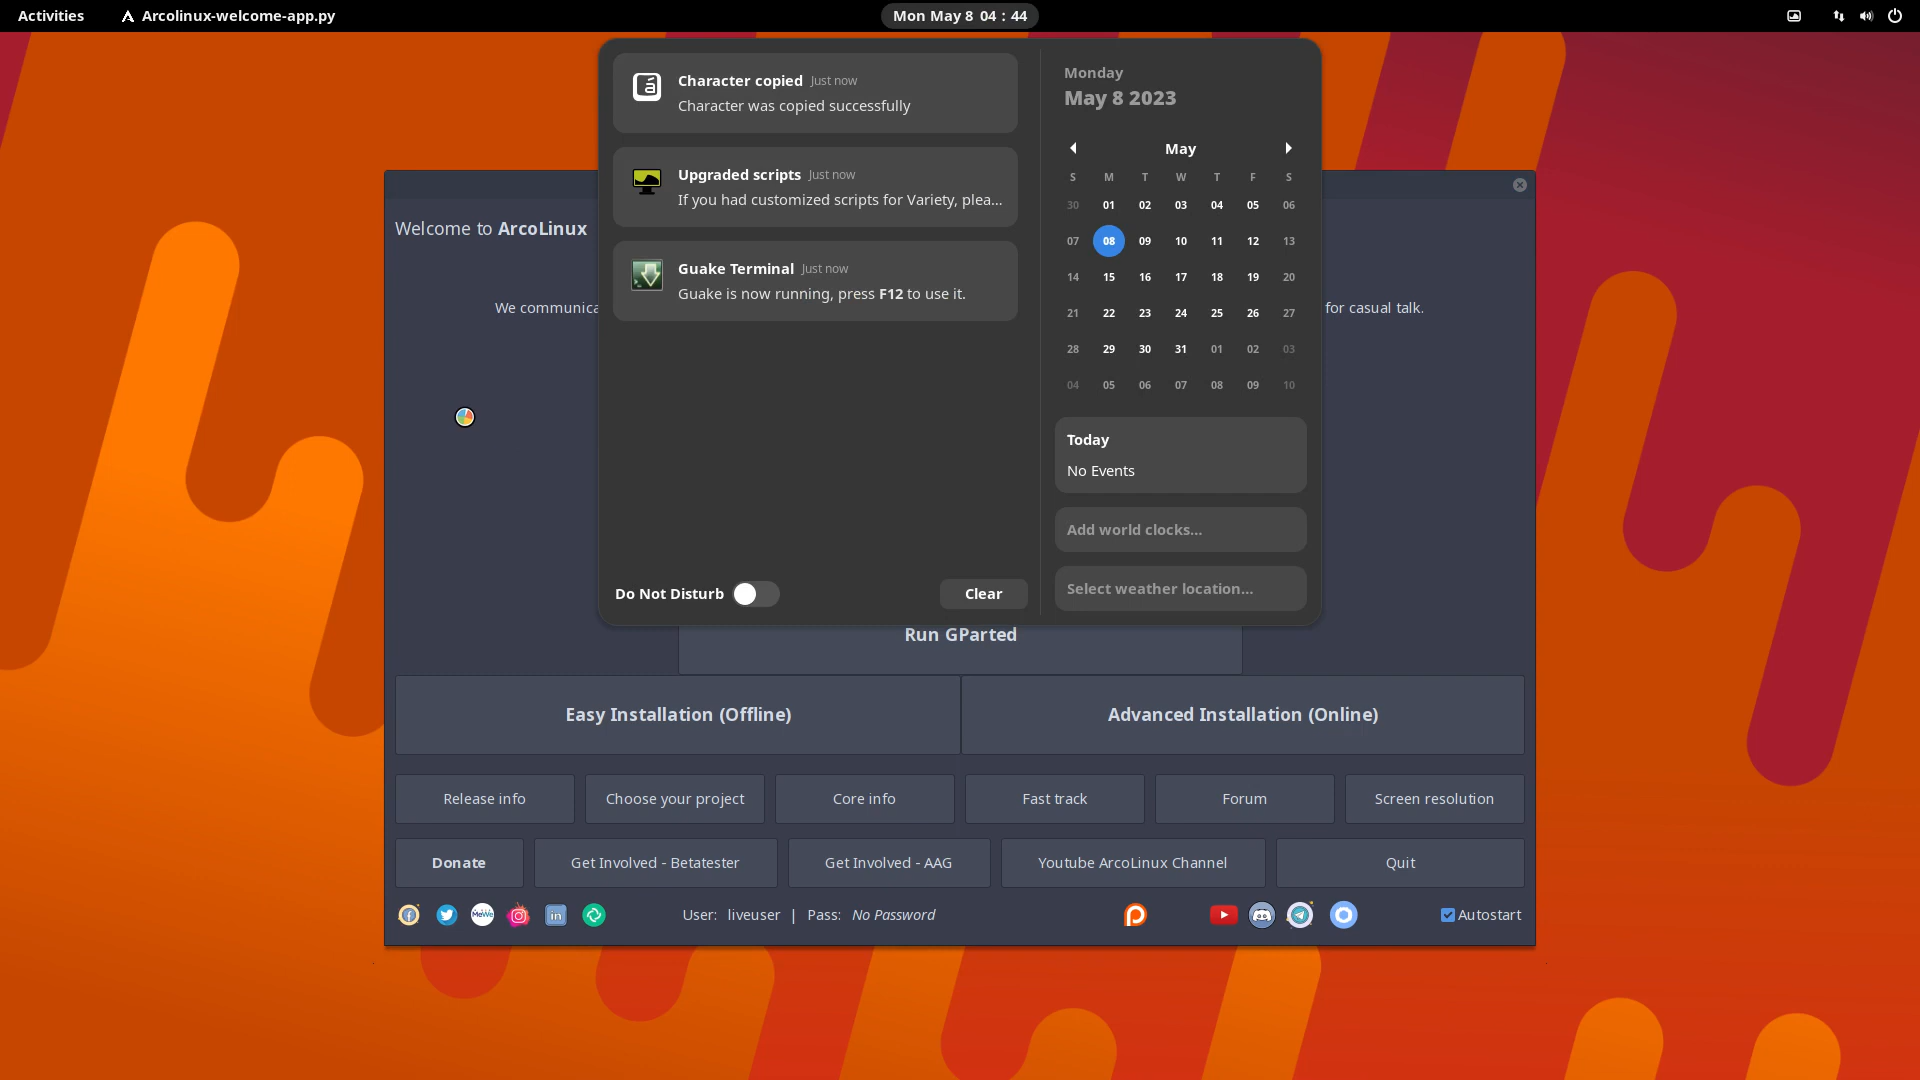 Activities
Arcolinux-welcome-app.py
Mon May 8 04 : 44
Character copied Just now
Character was copied successfully
Upgraded scripts Just now
If you had customized scripts for Variety, plea...
Guake Terminal Just now
Guake is now running, press F12 to use it.
Do Not Disturb
Clear
Monday
May 8 2023
May
S M T W T F S
30 01 02 03 04 05 06
07 08 09 10 11 12 13
14 15 16 17 18 19 20
21 22 23 24 25 26 27
28 29 30 31 01 02 03
04 05 06 07 08 09 10
Today
No Events
Add world clocks...
Select weather location...
Welcome to ArcoLinux
We communica
for casual talk.
Run GParted
Easy Installation (Offline)
Advanced Installation (Online)
Release info
Choose your project
Core info
Fast track
Forum
Screen resolution
Donate
Get Involved - Betatester
Get Involved - AAG
Youtube ArcoLinux Channel
Quit
MeWe
in
User: liveuser | Pass: No Password
Autostart